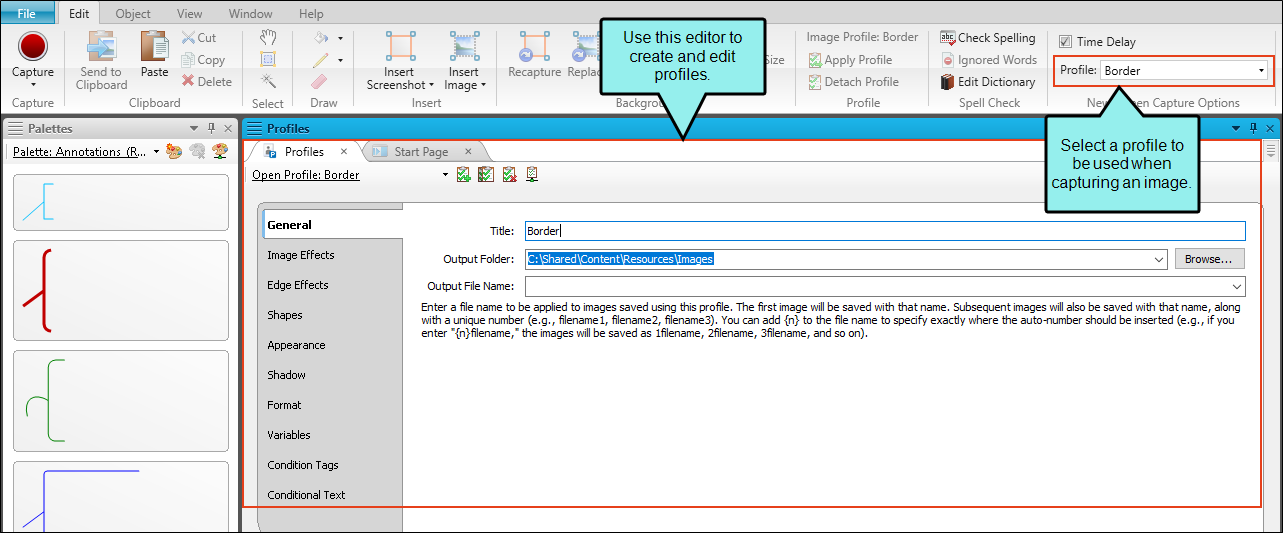 File Edit Object View Window Help
Capture
Send to Clipboard
Paste
Cut
Copy
Delete
Insert Screenshot
Insert Image
Recapture
Size
Image Profile: Border
Apply Profile
Detach Profile
Check Spelling
Ignored Words
Edit Dictionary
Time Delay
Profile: Border
Capture Clipboard Select Draw Insert Profile Spell Check
Capture Options
Use this editor to
create and edit
profiles.
Select a profile to
be used when
capturing an image.
Palettes
Palette: Annotations (R...
Profiles
Profiles
Start Page
Open Profile: Border
General
Image Effects
Edge Effects
Shapes
Appearance
Shadow
Format
Variables
Condition Tags
Conditional Text
Title: Border
Output Folder: C:\Shared\Content\Resources\Images Browse...
Output File Name:
Enter a file name to be applied to images saved using this profile. The first image will be saved with that name. Subsequent images will also be saved with that name, along
with a unique number (e.g., filename1, filename2, filename3). You can add {n} to the file name to specify exactly where the auto-number should be inserted (e.g., if you
enter "{n}filename," the images will be saved as 1filename, 2filename, 3filename, and so on).